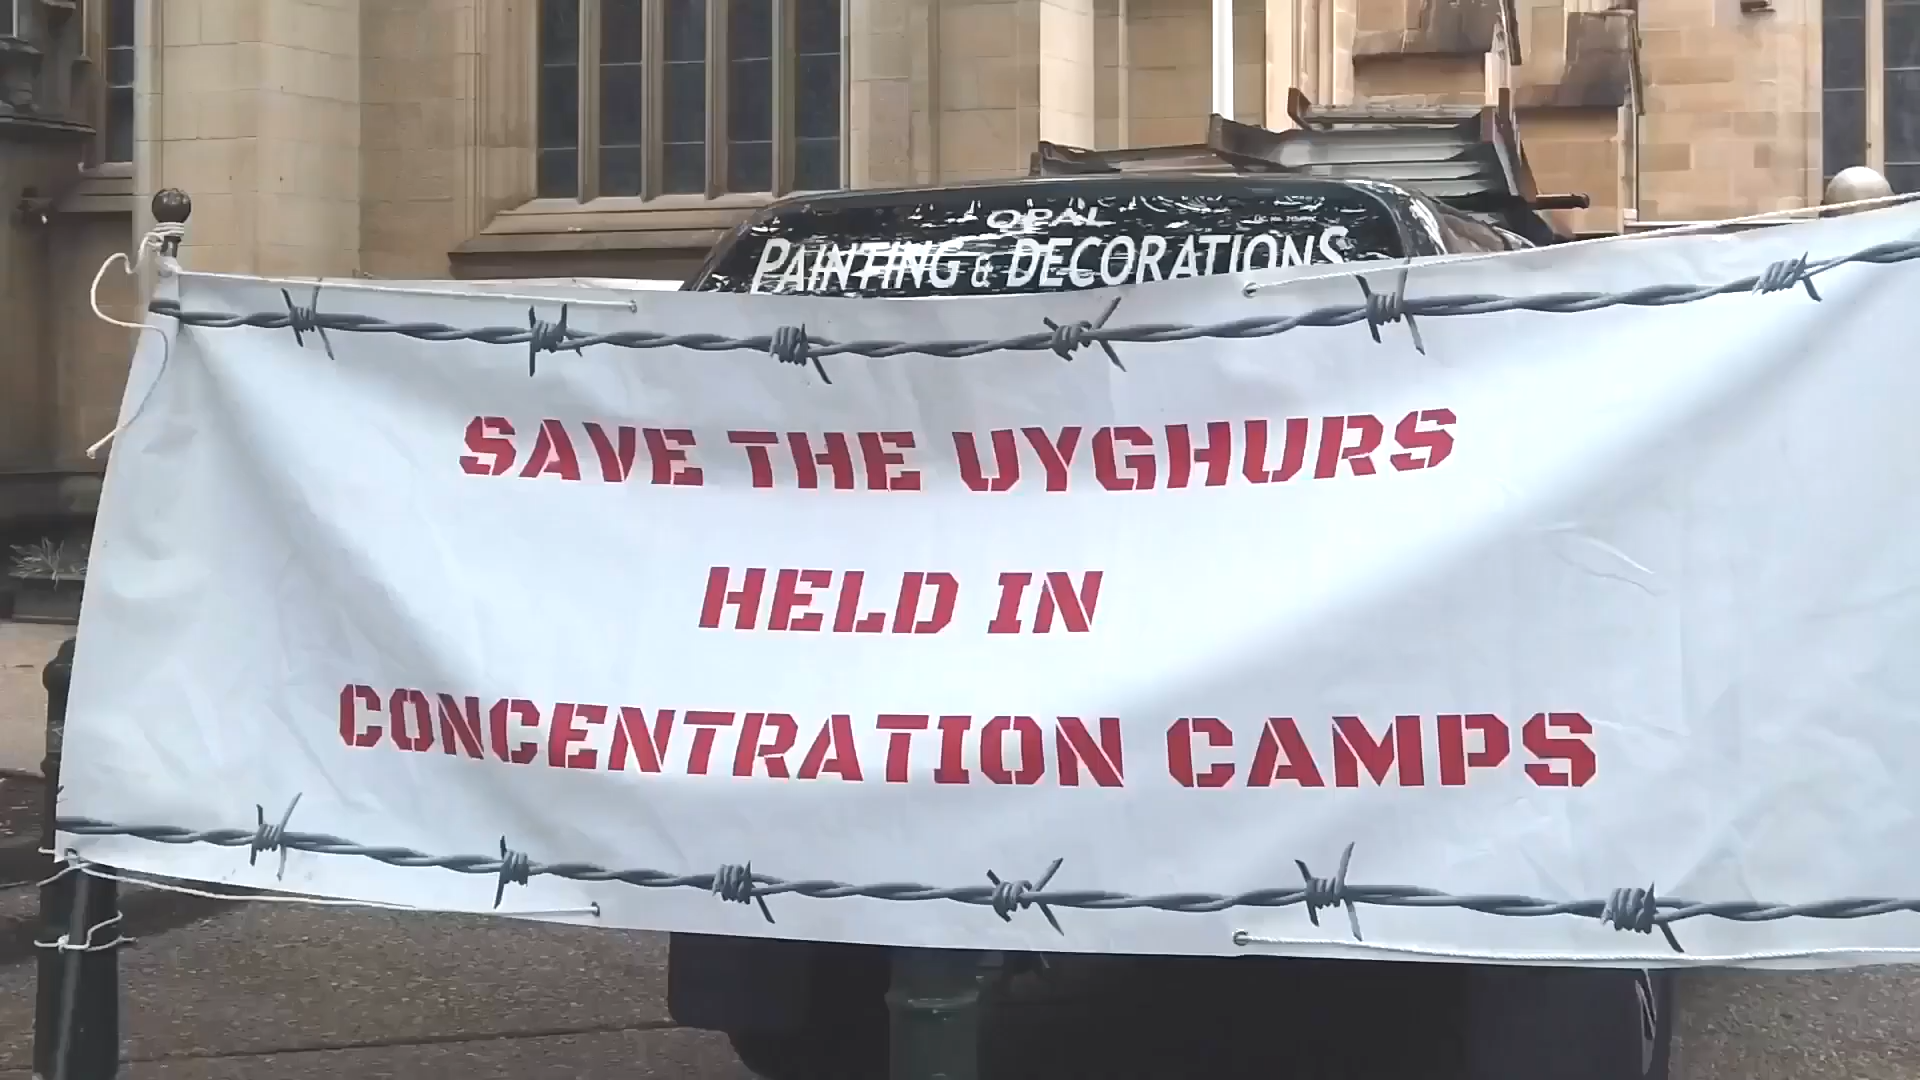 OPAL
PAINTING & DECORATIONS
SAVE THE UYGHURS
HELD IN
CONCENTRATION CAMPS